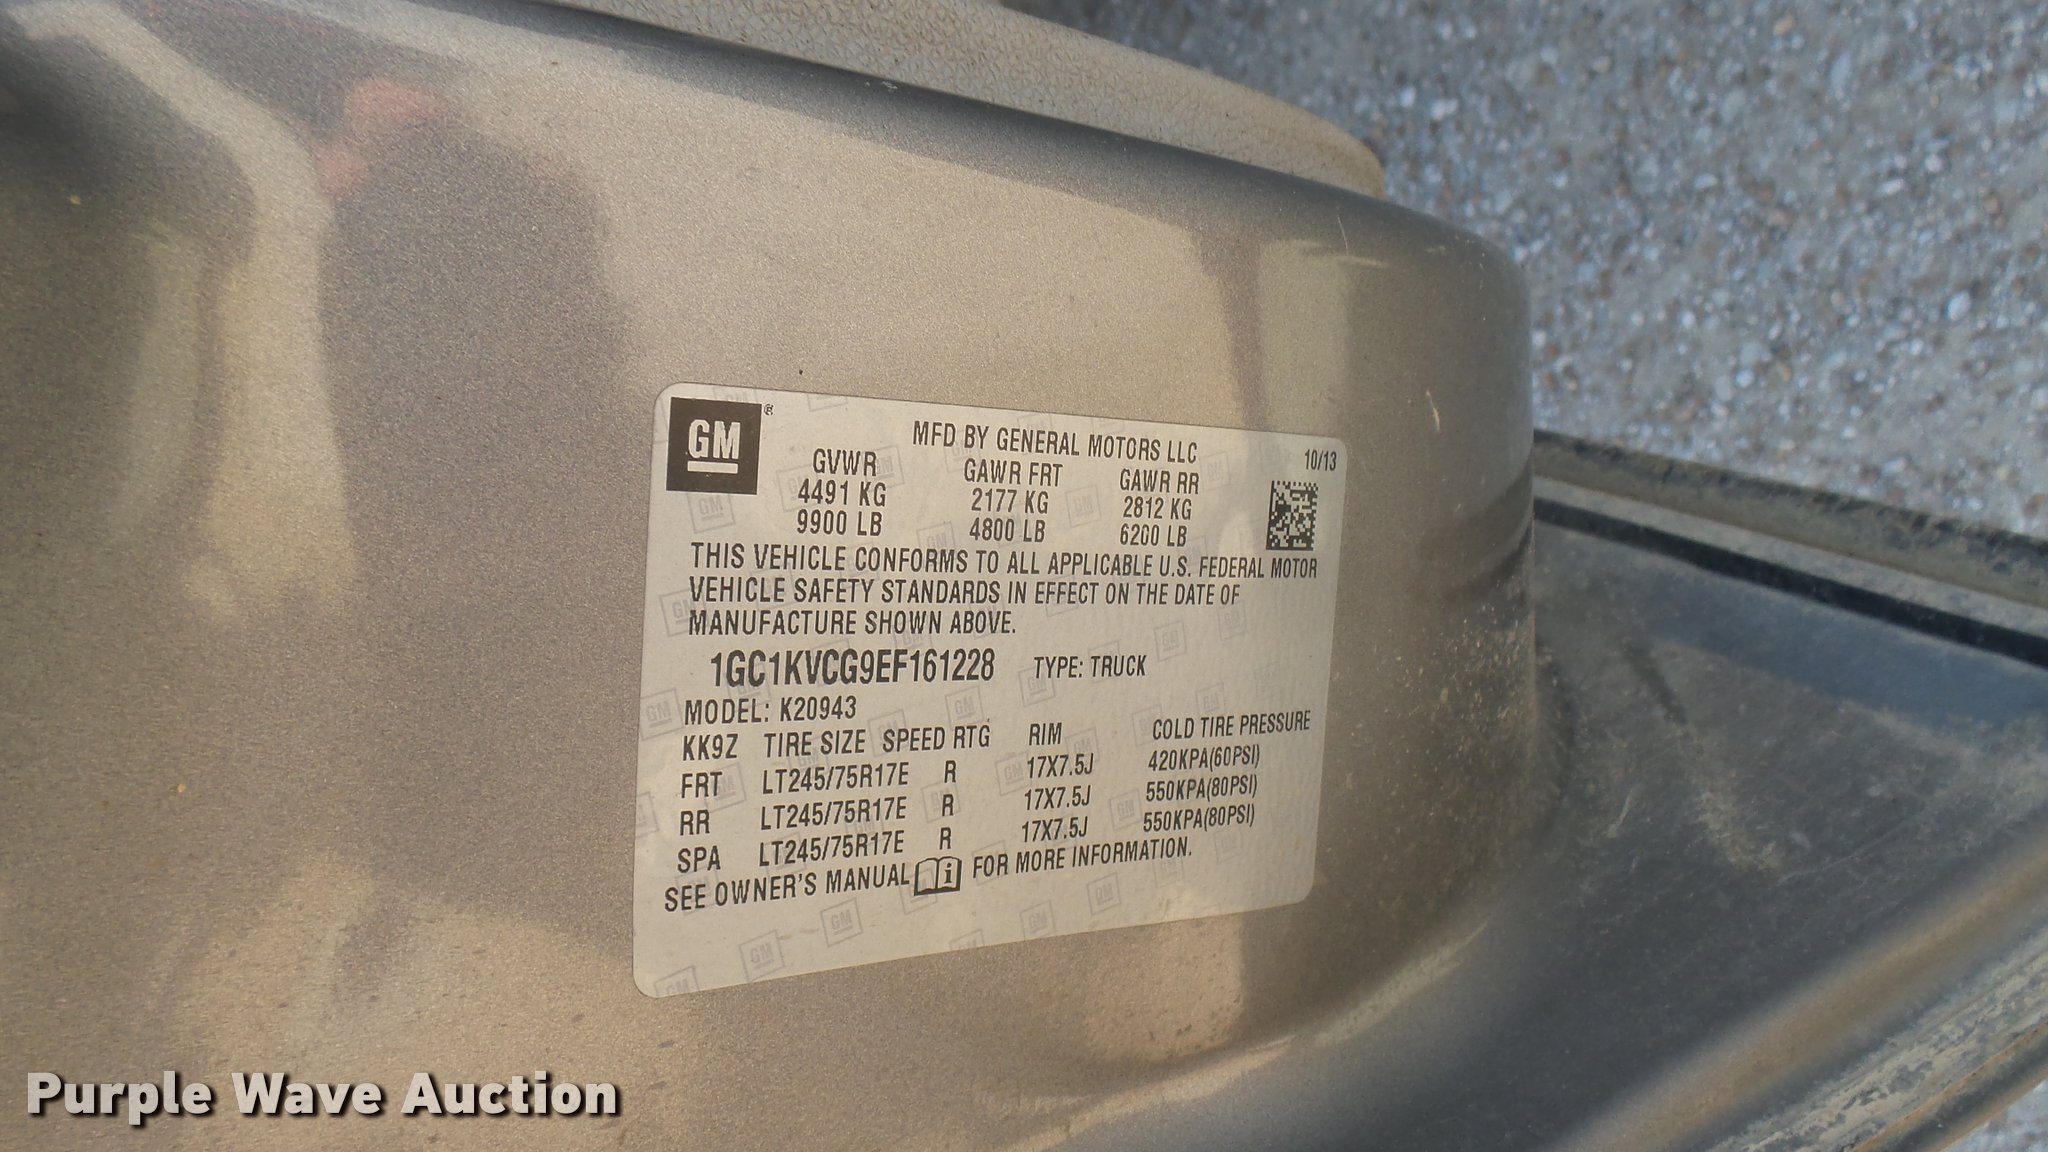 GM®
MFD BY GENERAL MOTORS LLC
10/13
GVWR GAWR FRT GAWR RR
4491 KG 2177 KG 2812 KG
9900 LB 4800 LB 6200 LB
THIS VEHICLE CONFORMS TO ALL APPLICABLE U.S. FEDERAL MOTOR
VEHICLE SAFETY STANDARDS IN EFFECT ON THE DATE OF
MANUFACTURE SHOWN ABOVE.
1GC1KVCG9EF161228 TYPE: TRUCK
MODEL: K20943
KK9Z TIRE SIZE SPEED RTG RIM COLD TIRE PRESSURE
FRT LT245/75R17E R 17X7.5J 420KPA(60PSI)
RR LT245/75R17E R 17X7.5J 550KPA(80PSI)
SPA LT245/75R17E R 17X7.5J 550KPA(80PSI)
SEE OWNER'S MANUAL i FOR MORE INFORMATION.
Purple Wave Auction